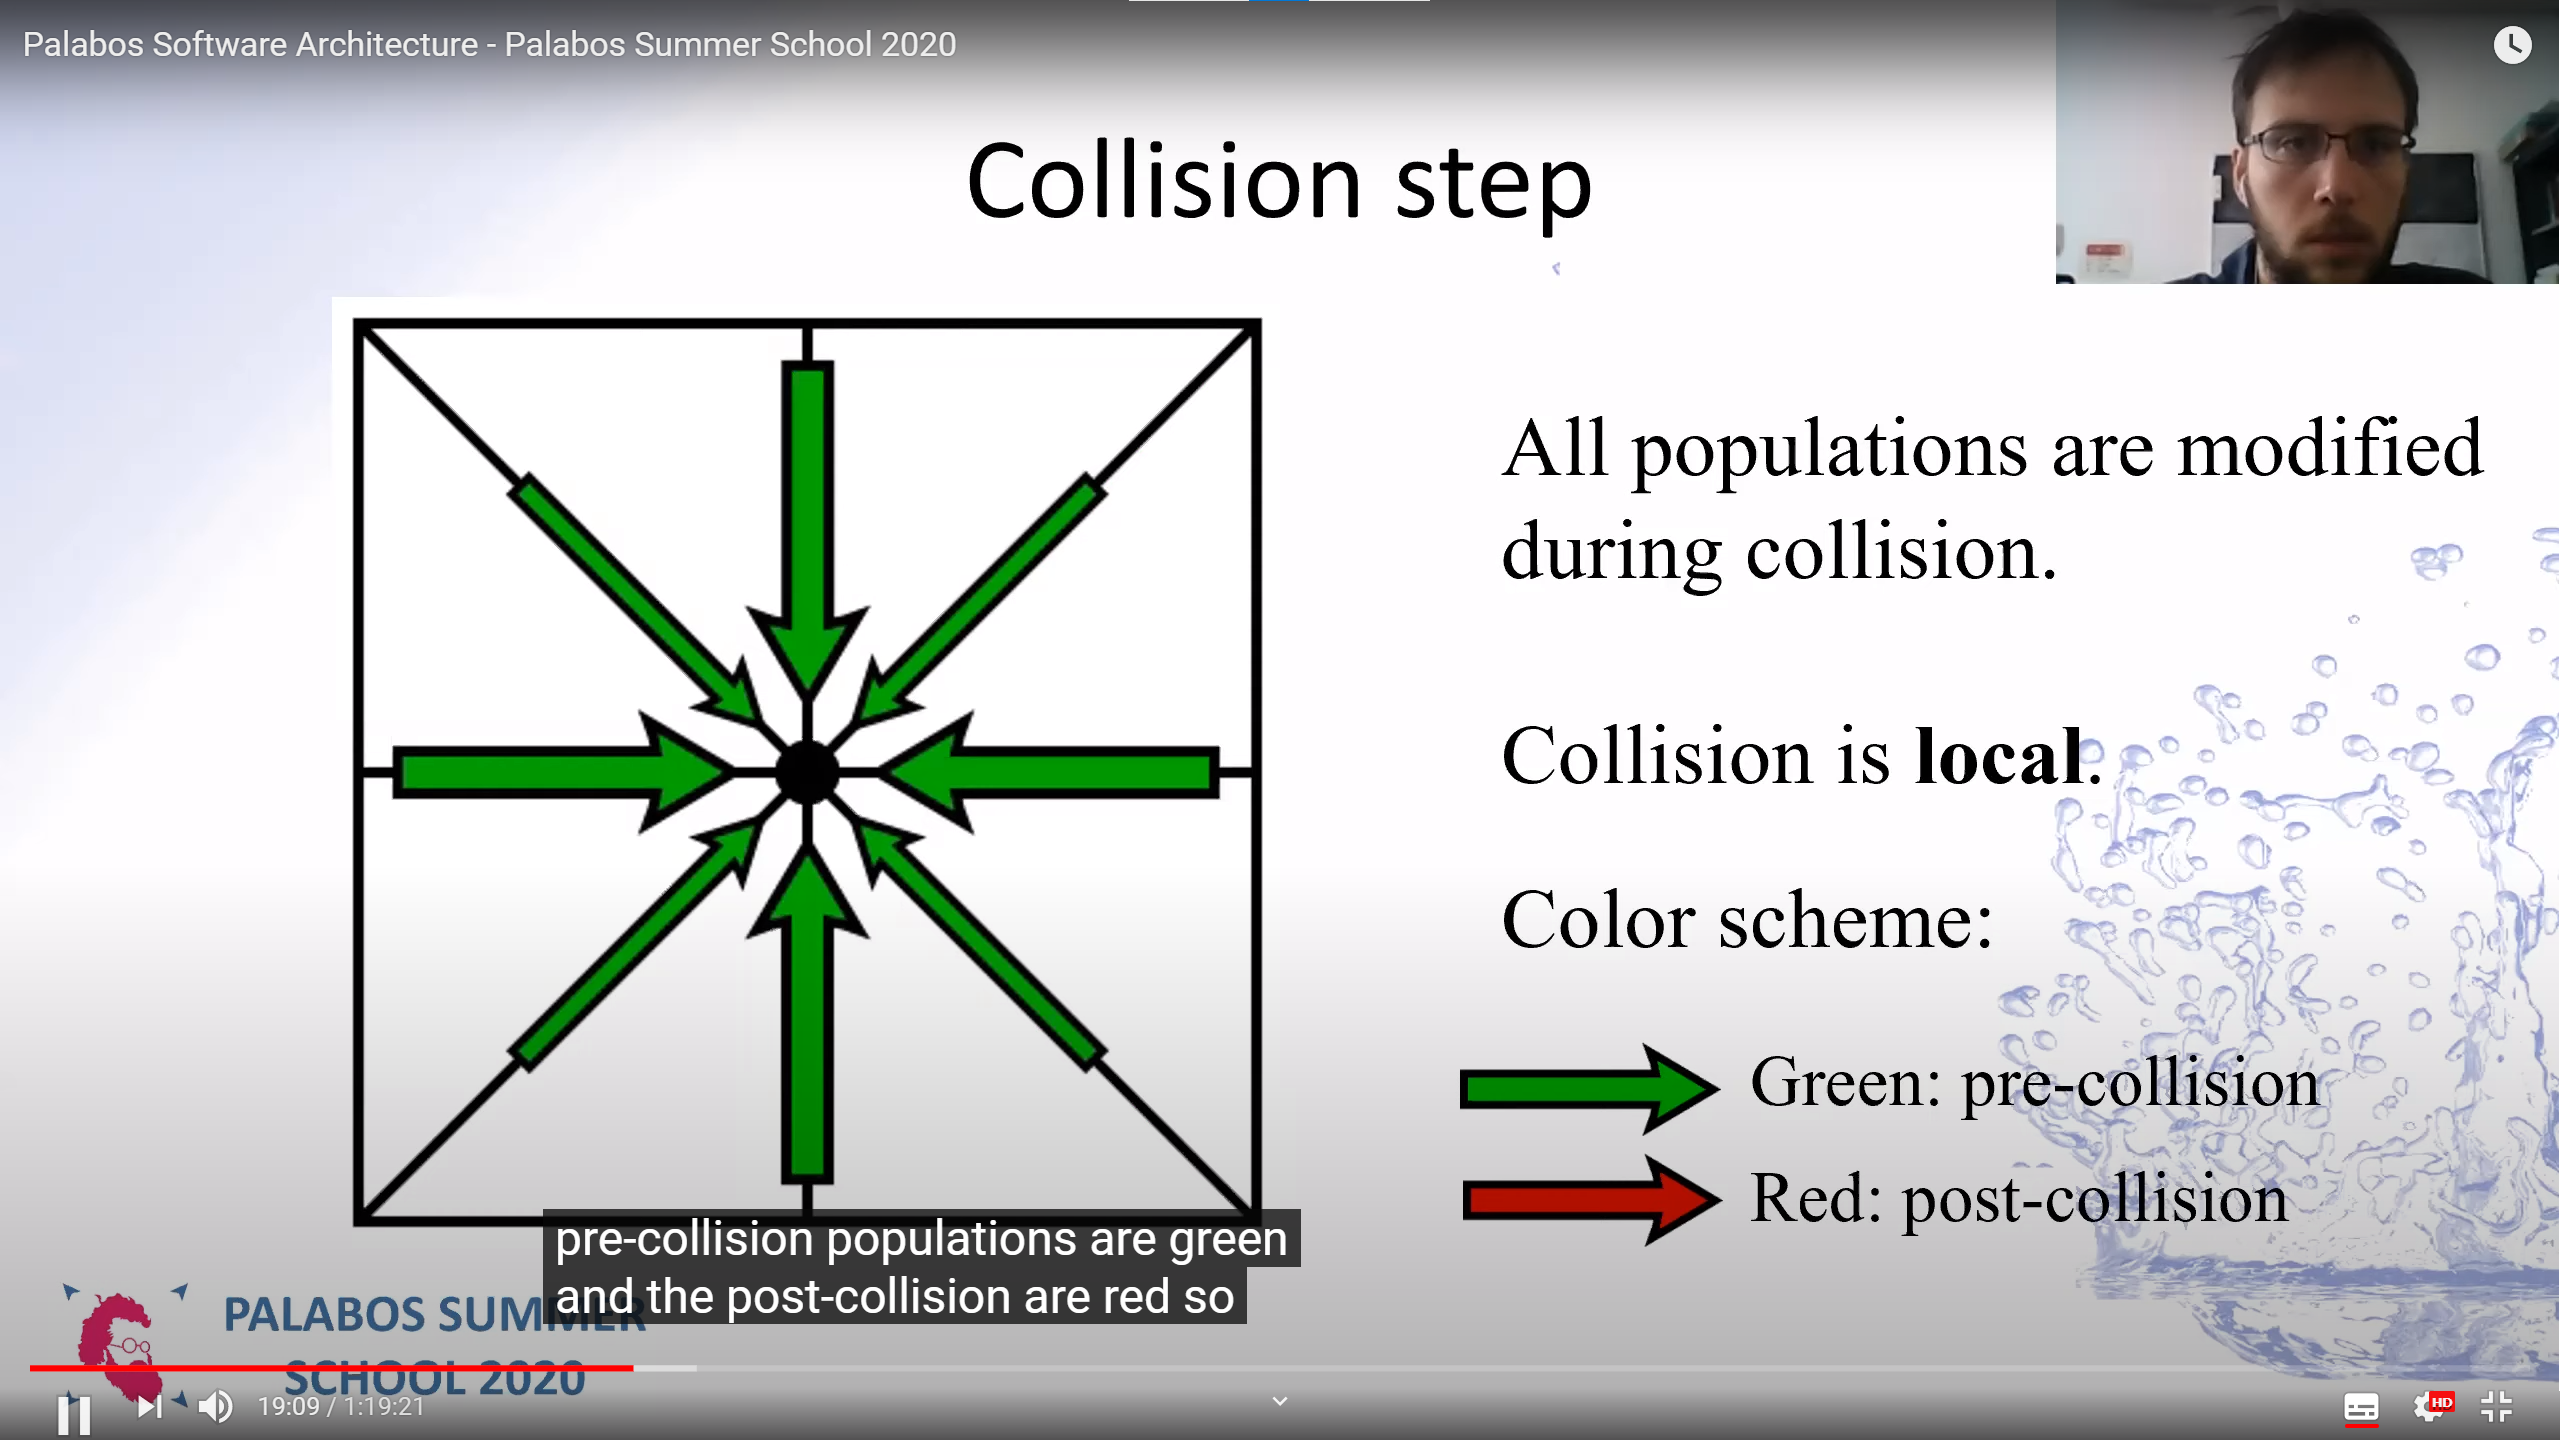 Palabos Software Architecture - Palabos Summer School 2020
Collision step
All populations are modified
during collision.
Collision is local.
Color scheme:
Green: pre-collision
Red: post-collision
pre-collision populations are green
and the post-collision are red so
PALABOS SUMMER
SCHOOL 2020
19:09 / 1:19:21
HD